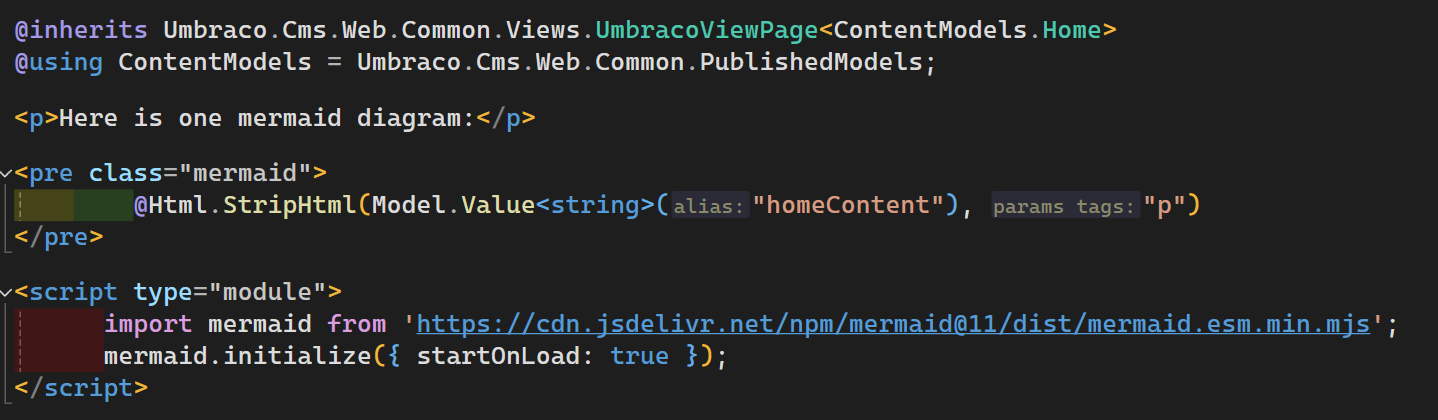 @inherits Umbraco.Cms.Web.Common.Views.UmbracoViewPage<ContentModels.Home>
@using ContentModels = Umbraco.Cms.Web.Common.PublishedModels;
<p>Here is one mermaid diagram:</p>
<pre class="mermaid">
@Html.StripHtml(Model.Value<string>(alias:"homeContent"), params tags:"p")
</pre>
<script type="module">
import mermaid from 'https://cdn.jsdelivr.net/npm/mermaid@11/dist/mermaid.esm.min.mjs';
mermaid.initialize({ startOnLoad: true });
</script>